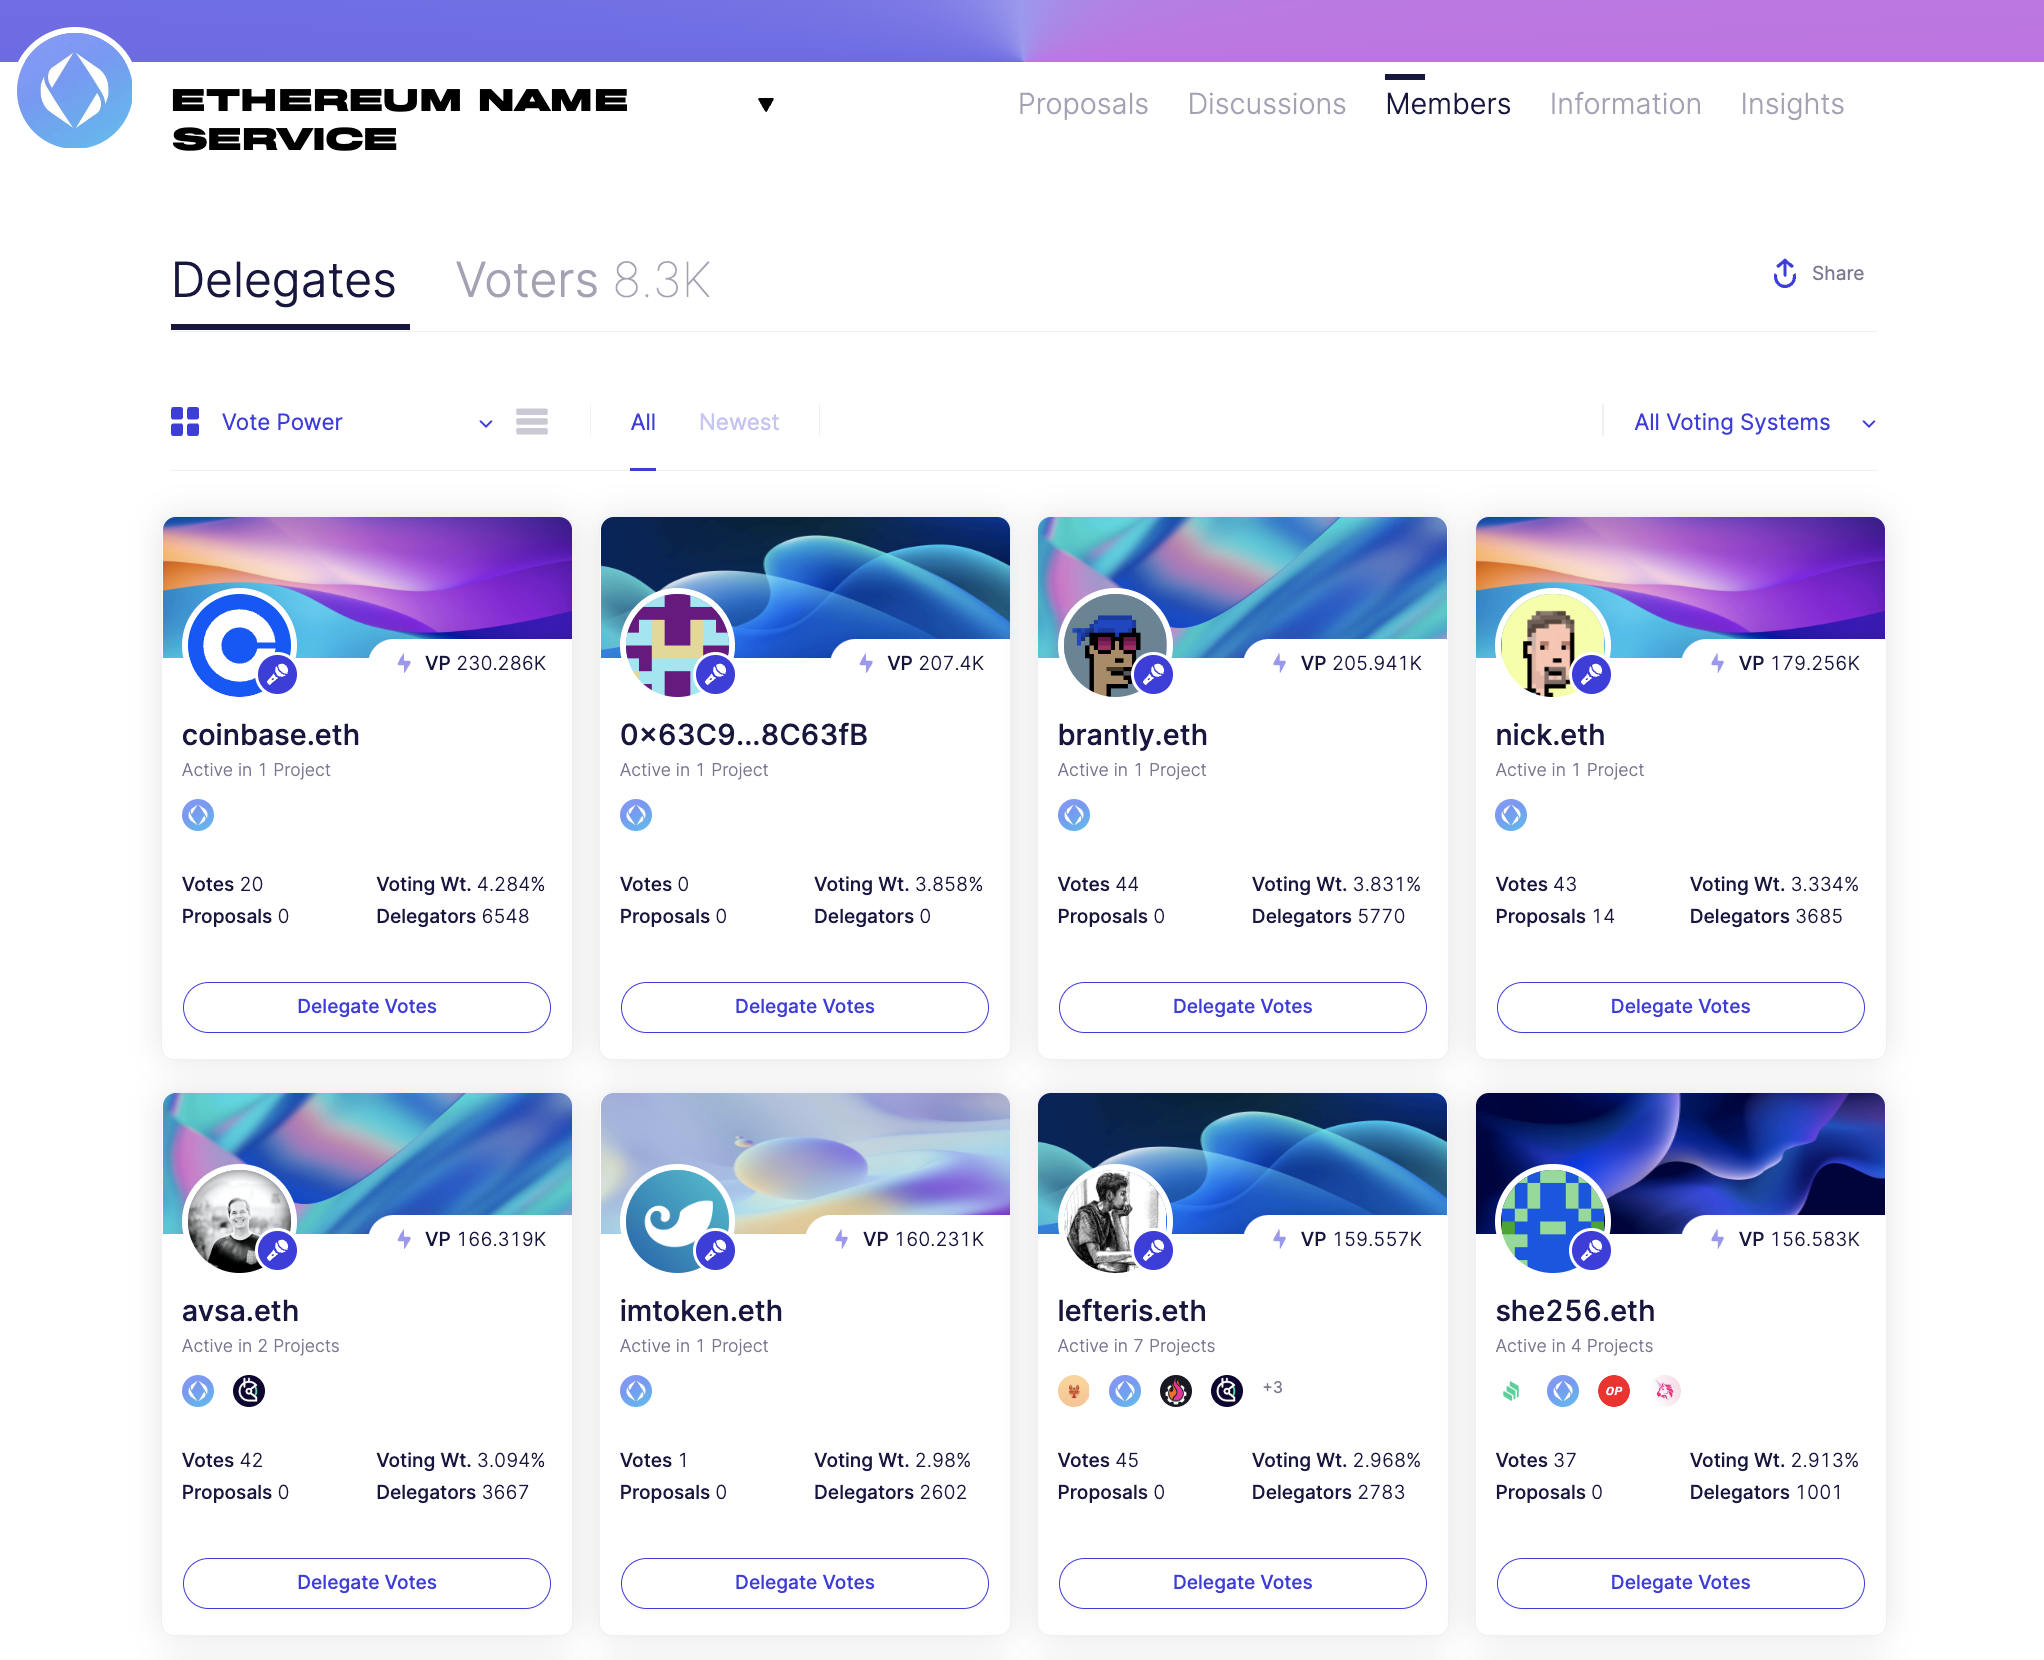 ETHEREUM NAME
SERVICE
▼
Proposals
Discussions
Members
Information
Insights
Delegates
Voters 8.3K
Share
Vote Power
All
Newest
All Voting Systems
VP 230.286K
coinbase.eth
Active in 1 Project
Votes 20
Voting Wt. 4.284%
Proposals 0
Delegators 6548
Delegate Votes
VP 207.4K
0×63C9...8C63fB
Active in 1 Project
Votes 0
Voting Wt. 3.858%
Proposals 0
Delegators 0
Delegate Votes
VP 205.941K
brantly.eth
Active in 1 Project
Votes 44
Voting Wt. 3.831%
Proposals 0
Delegators 5770
Delegate Votes
VP 179.256K
nick.eth
Active in 1 Project
Votes 43
Voting Wt. 3.334%
Proposals 14
Delegators 3685
Delegate Votes
VP 166.319K
avsa.eth
Active in 2 Projects
Votes 42
Voting Wt. 3.094%
Proposals 0
Delegators 3667
Delegate Votes
VP 160.231K
imtoken.eth
Active in 1 Project
Votes 1
Voting Wt. 2.98%
Proposals 0
Delegators 2602
Delegate Votes
VP 159.557K
lefteris.eth
Active in 7 Projects
+3
Votes 45
Voting Wt. 2.968%
Proposals 0
Delegators 2783
Delegate Votes
VP 156.583K
she256.eth
Active in 4 Projects
OP
Votes 37
Voting Wt. 2.913%
Proposals 0
Delegators 1001
Delegate Votes